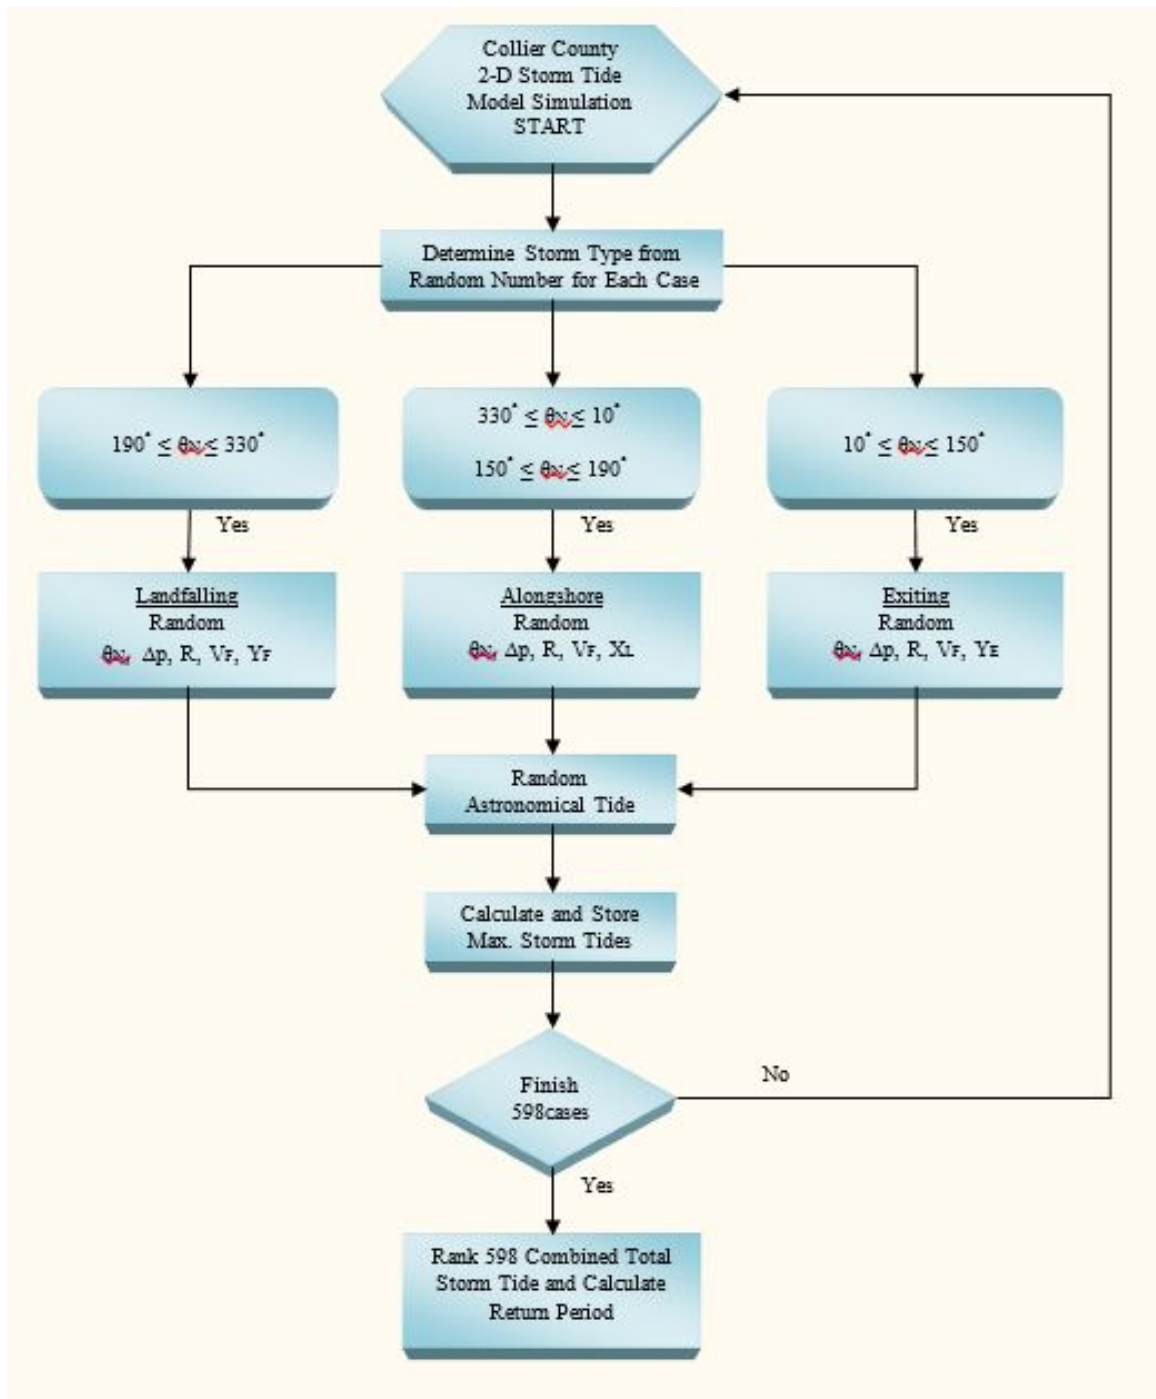 Collier County
2-D Storm Tide
Model Simulation
START
Determine Storm Type from
Random Number for Each Case
190° ≤ θN ≤ 330°
330° ≤ θN ≤ 10°
150° ≤ θN ≤ 190°
10° ≤ θN ≤ 150°
Yes
Yes
Yes
Landfalling
Random
θN, Δp, R, VF, YF
Alongshore
Random
θN, Δp, R, VF, XL
Exiting
Random
θN, Δp, R, VF, YE
Random
Astronomical Tide
Calculate and Store
Max. Storm Tides
Finish
598cases
No
Yes
Rank 598 Combined Total
Storm Tide and Calculate
Return Period